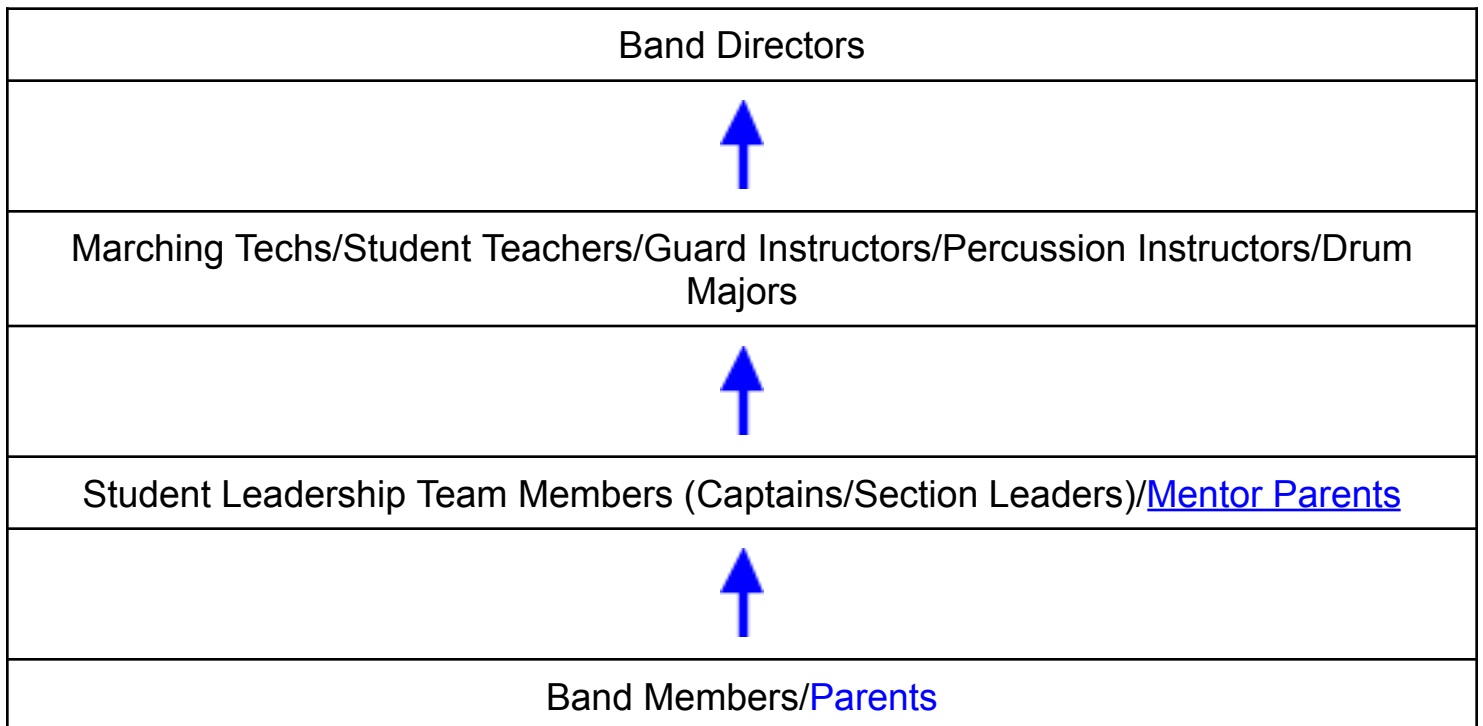 Band Directors
Marching Techs/Student Teachers/Guard Instructors/Percussion Instructors/Drum
Majors
Student Leadership Team Members (Captains/Section Leaders)/Mentor Parents
Band Members/Parents